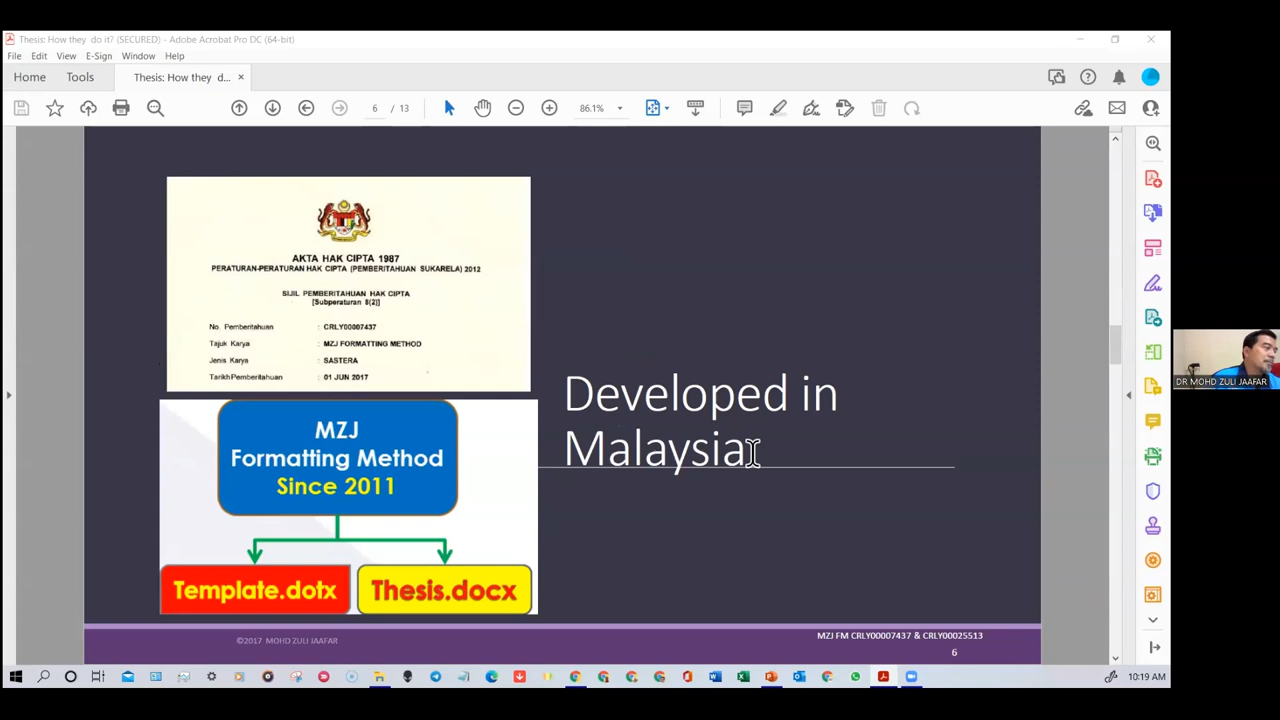 Thesis: How they do it? (SECURED) - Adobe Acrobat Pro DC (64-bit)
File Edit View E-Sign Window Help
Home Tools Thesis: How they d... ×
6 / 13 86.1%
AKTA HAK CIPTA 1987
PERATURAN-PERATURAN HAK CIPTA (PEMBERITAHUAN SUKARELA) 2012
SIJIL PEMBERITAHUAN HAK CIPTA
[Subperaturan 8(2)]
No. Pemberitahuan : CRLY00007437
Tajuk Karya : MZJ FORMATTING METHOD
Jenis Karya : SASTERA
Tarikh Pemberitahuan : 01 JUN 2017
MZJ
Formatting Method
Since 2011
Template.dotx Thesis.docx
Developed in
Malaysia
©2017 MOHD ZULI JAAFAR
MZJ FM CRLY00007437 & CRLY00025513
6
DR MOHD ZULI JAAFAR
10:19 AM